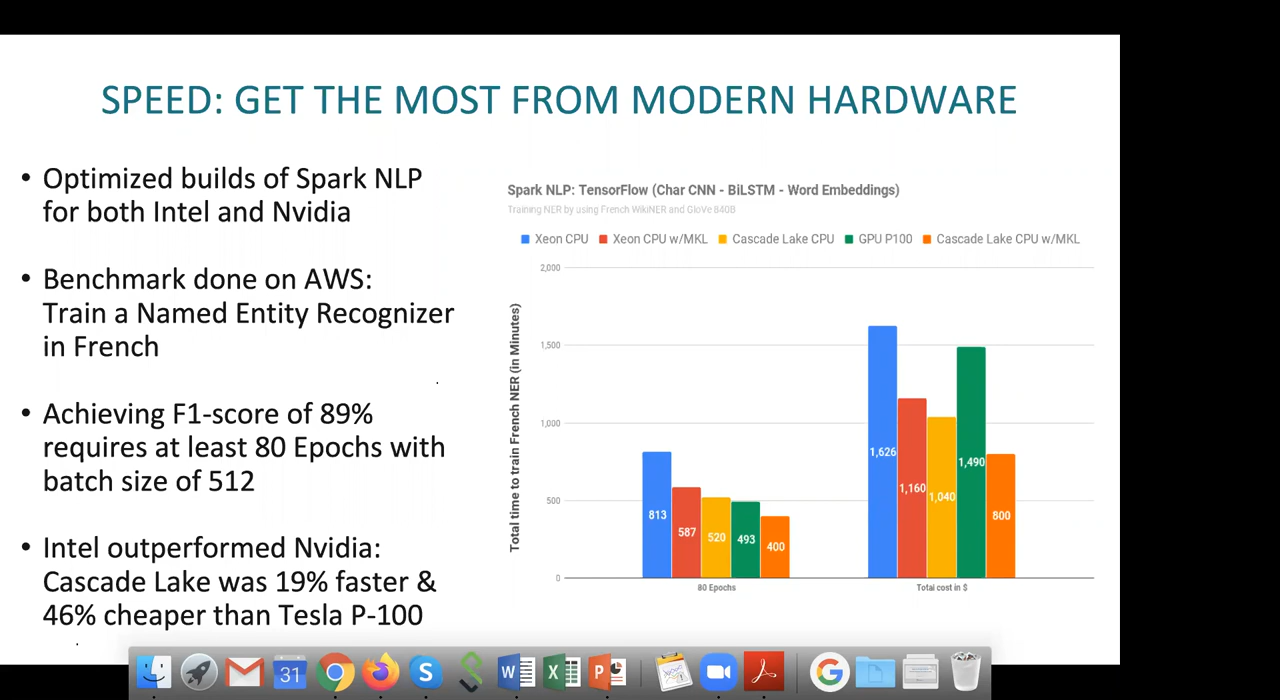 SPEED: GET THE MOST FROM MODERN HARDWARE
• Optimized builds of Spark NLP
for both Intel and Nvidia
• Benchmark done on AWS:
Train a Named Entity Recognizer
in French
• Achieving F1-score of 89%
requires at least 80 Epochs with
batch size of 512
• Intel outperformed Nvidia:
Cascade Lake was 19% faster &
46% cheaper than Tesla P-100
Spark NLP: TensorFlow (Char CNN - BiLSTM - Word Embeddings)
Training NER by using French WikiNER and GloVe 840B
Xeon CPU Xeon CPU w/MKL Cascade Lake CPU GPU P100 Cascade Lake CPU w/MKL
Total time to train French NER (in Minutes)
2,000
1,500
1,000
500
0
813
587
520
493
400
1,626
1,160
1,040
1,490
800
80 Epochs
Total cost in $
31